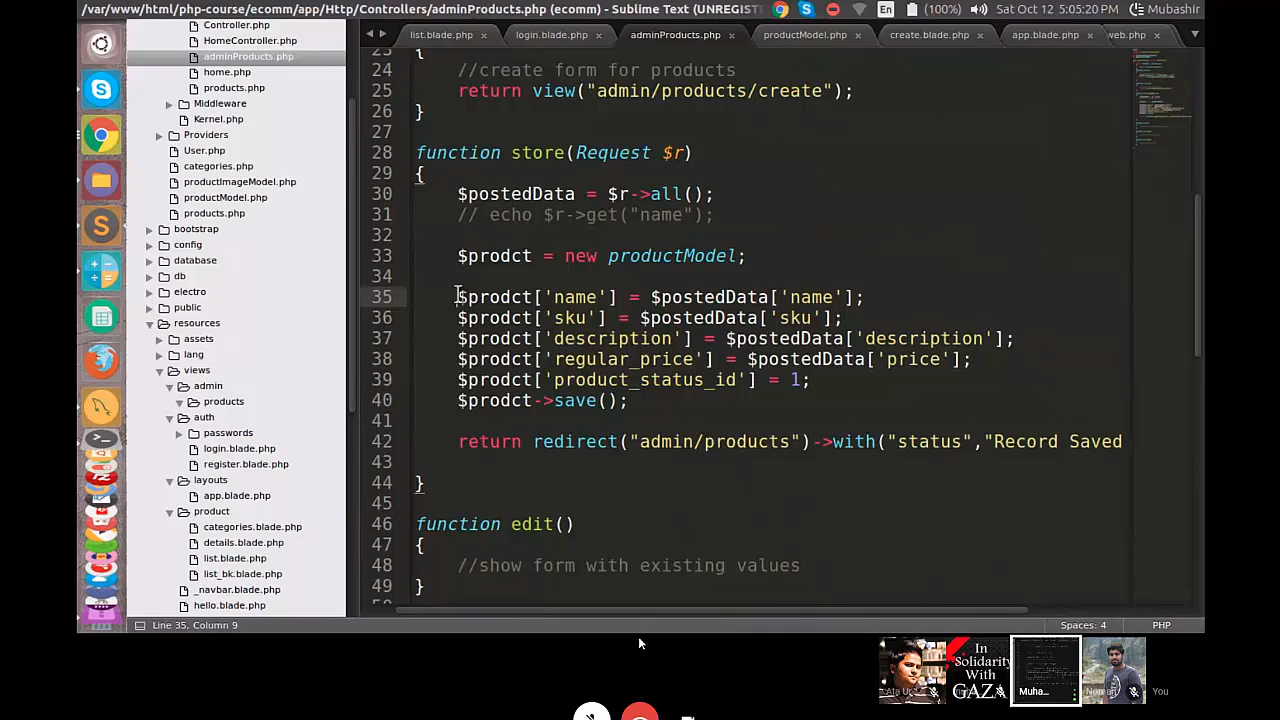 /var/www/html/php-course/ecomm/app/Http/Controllers/adminProducts.php (ecomm) - Sublime Text (UNREGIST
En
(100%)
Sat Oct 12 5:05:20 PM
Mubashir
Controller.php
HomeController.php
adminProducts.php
home.php
products.php
Middleware
Kernel.php
Providers
User.php
categories.php
productImageModel.php
productModel.php
products.php
bootstrap
config
database
db
electro
public
resources
assets
lang
views
admin
products
auth
passwords
login.blade.php
register.blade.php
layouts
app.blade.php
product
categories.blade.php
details.blade.php
list.blade.php
list_bk.blade.php
_navbar.blade.php
hello.blade.php
list.blade.php × login.blade.php × adminProducts.php × productModel.php × create.blade.php × app.blade.php × web.php ×
23 {
24 //create form for products
25 return view("admin/products/create");
26 }
27
28 function store(Request $r)
29 {
30 $postedData = $r->all();
31 // echo $r->get("name");
32
33 $prodct = new productModel;
34
35 $prodct['name'] = $postedData['name'];
36 $prodct['sku'] = $postedData['sku'];
37 $prodct['description'] = $postedData['description'];
38 $prodct['regular_price'] = $postedData['price'];
39 $prodct['product_status_id'] = 1;
40 $prodct->save();
41
42 return redirect("admin/products")->with("status","Record Saved
43
44 }
45
46 function edit()
47 {
48 //show form with existing values
49 }
Line 35, Column 9
Spaces: 4
PHP
In
Solidarity
With
GAZA
Ata Ur
Muha...
You